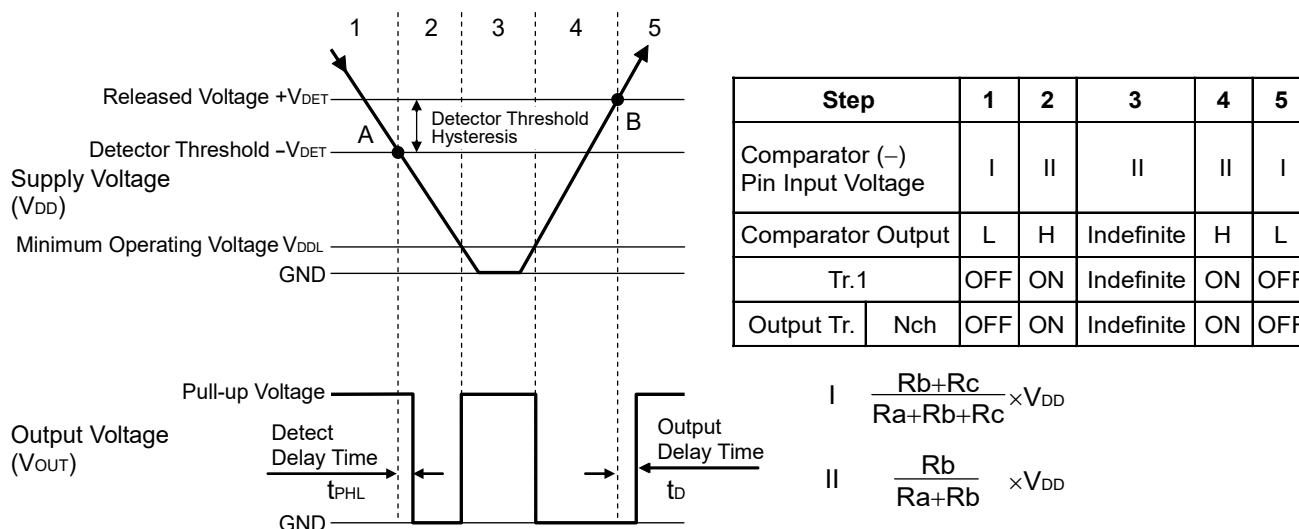 1 2 3 4 5
Released Voltage +VDET
A
Detector Threshold
Hysteresis
B
Detector Threshold –VDET
Supply Voltage
(VDD)
Minimum Operating Voltage VDDL
GND
Pull-up Voltage
Output Voltage
(VOUT)
Detect
Delay Time
tPHL
Output
Delay Time
tD
GND
Step 1 2 3 4 5
Comparator (–)
Pin Input Voltage
I II II II I
Comparator Output L H Indefinite H L
Tr.1 OFF ON Indefinite ON OFF
Output Tr. Nch OFF ON Indefinite ON OFF
I
Rb+Rc
Ra+Rb+Rc
×VDD
II
Rb
Ra+Rb
×VDD